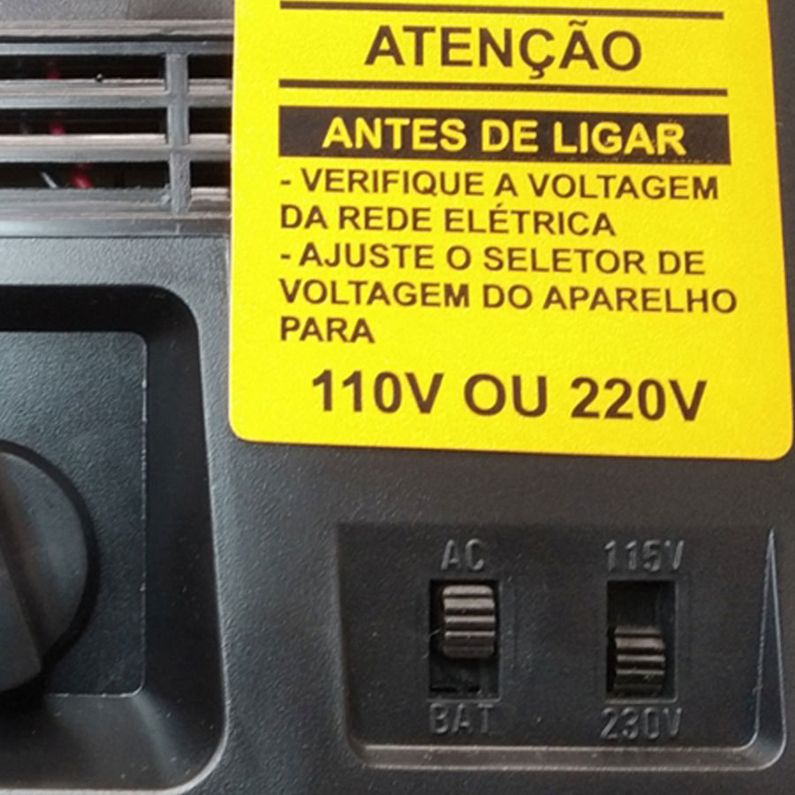 ATENÇÃO
ANTES DE LIGAR
- VERIFIQUE A VOLTAGEM
DA REDE ELÉTRICA
- AJUSTE O SELETOR DE
VOLTAGEM DO APARELHO
PARA
110V OU 220V
AC 115V
BAT 230V